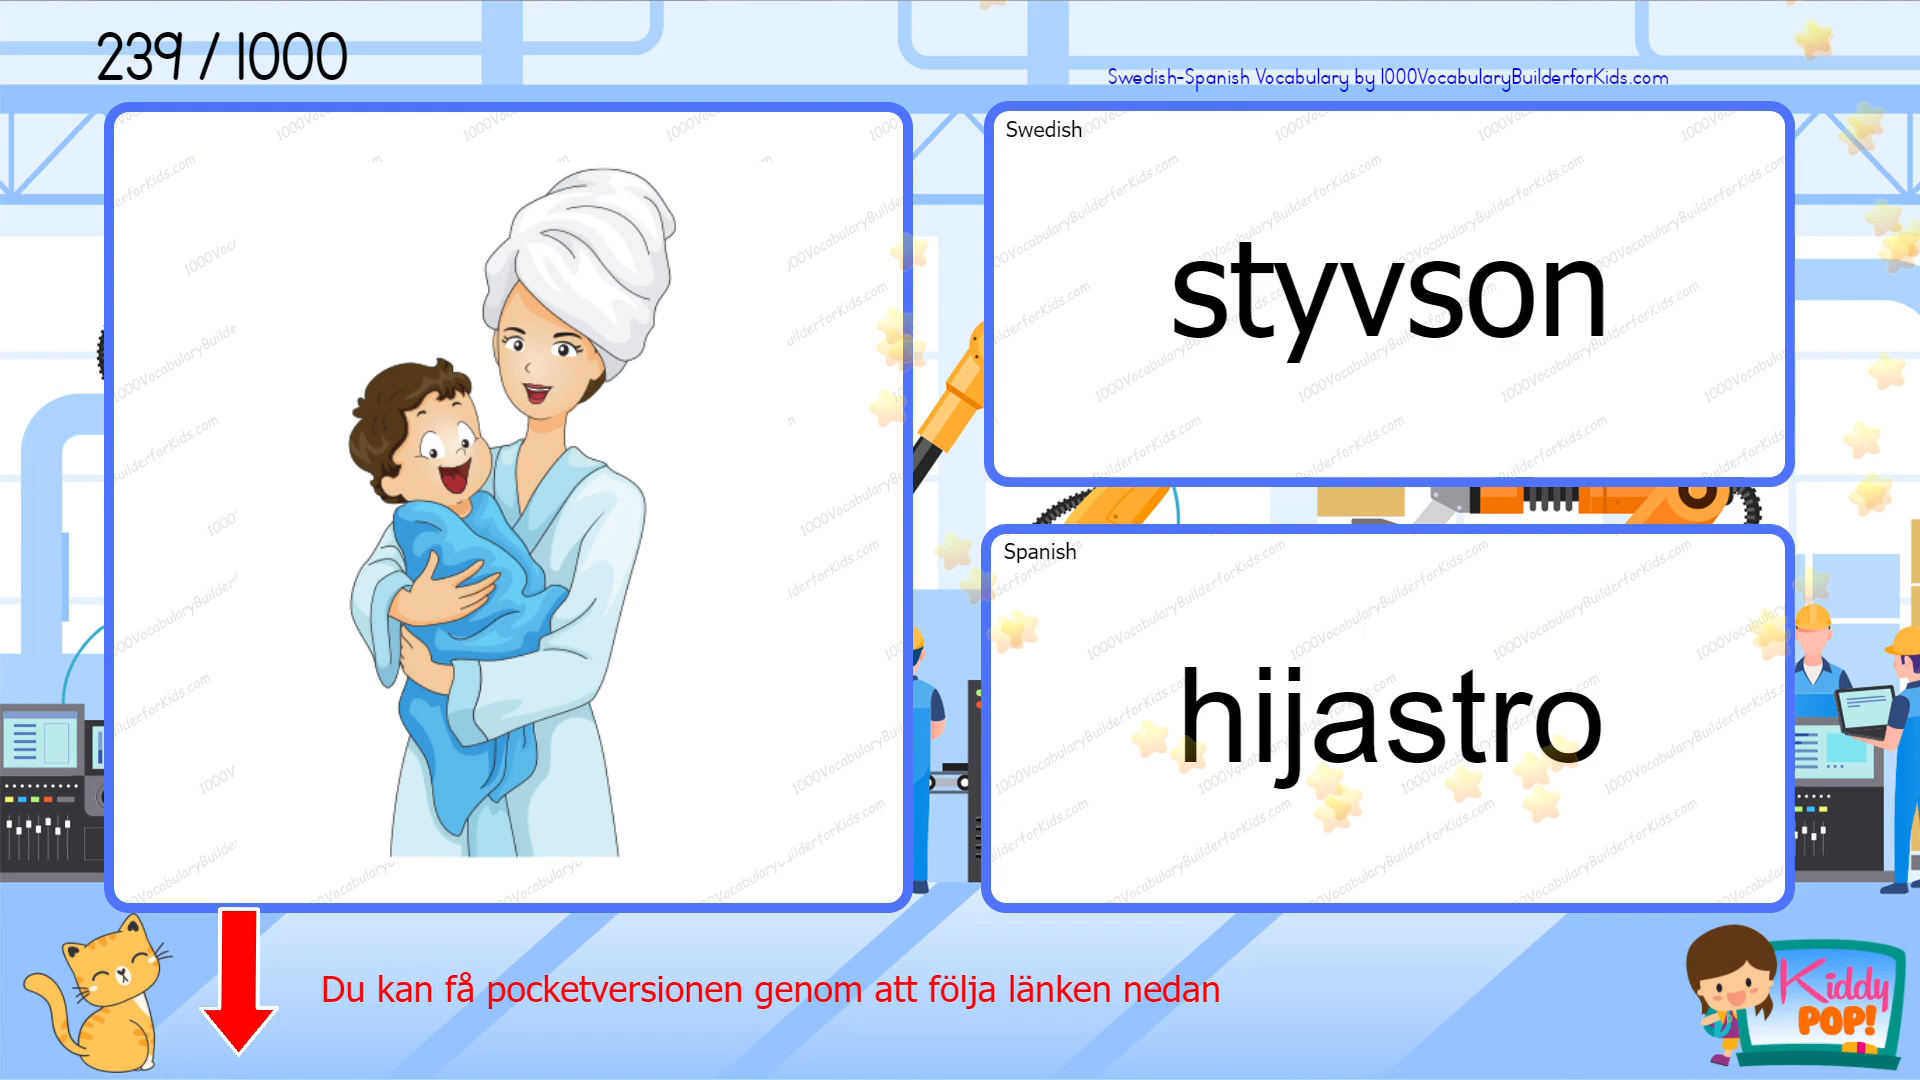 239 / 1000
Swedish-Spanish Vocabulary by 1000VocabularyBuilderforKids.com
Swedish
styvson
Spanish
hijastro
Du kan få pocketversionen genom att följa länken nedan
Kiddy
POP!